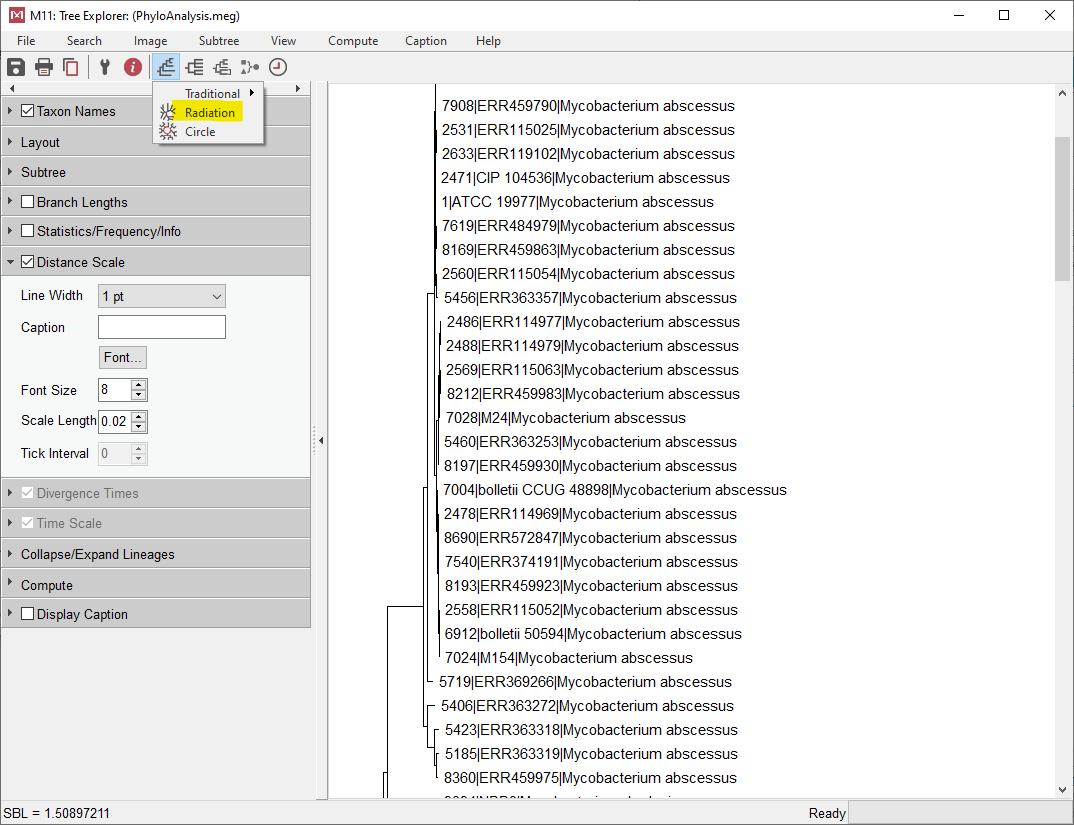 M11: Tree Explorer: (PhyloAnalysis.meg)
File Search Image Subtree View Compute Caption Help
Traditional
Radiation
Circle
Taxon Names
Layout
Subtree
Branch Lengths
Statistics/Frequency/Info
Distance Scale
Line Width 1 pt
Caption
Font...
Font Size 8
Scale Length 0.02
Tick Interval 0
Divergence Times
Time Scale
Collapse/Expand Lineages
Compute
Display Caption
7908|ERR459790|Mycobacterium abscessus
2531|ERR115025|Mycobacterium abscessus
2633|ERR119102|Mycobacterium abscessus
2471|CIP 104536|Mycobacterium abscessus
1|ATCC 19977|Mycobacterium abscessus
7619|ERR484979|Mycobacterium abscessus
8169|ERR459863|Mycobacterium abscessus
2560|ERR115054|Mycobacterium abscessus
5456|ERR363357|Mycobacterium abscessus
2486|ERR114977|Mycobacterium abscessus
2488|ERR114979|Mycobacterium abscessus
2569|ERR115063|Mycobacterium abscessus
8212|ERR459983|Mycobacterium abscessus
7028|M24|Mycobacterium abscessus
5460|ERR363253|Mycobacterium abscessus
8197|ERR459930|Mycobacterium abscessus
7004|bolletii CCUG 48898|Mycobacterium abscessus
2478|ERR114969|Mycobacterium abscessus
8690|ERR572847|Mycobacterium abscessus
7540|ERR374191|Mycobacterium abscessus
8193|ERR459923|Mycobacterium abscessus
2558|ERR115052|Mycobacterium abscessus
6912|bolletii 50594|Mycobacterium abscessus
7024|M154|Mycobacterium abscessus
5719|ERR369266|Mycobacterium abscessus
5406|ERR363272|Mycobacterium abscessus
5423|ERR363318|Mycobacterium abscessus
5185|ERR363319|Mycobacterium abscessus
8360|ERR459975|Mycobacterium abscessus
SBL = 1.50897211
Ready